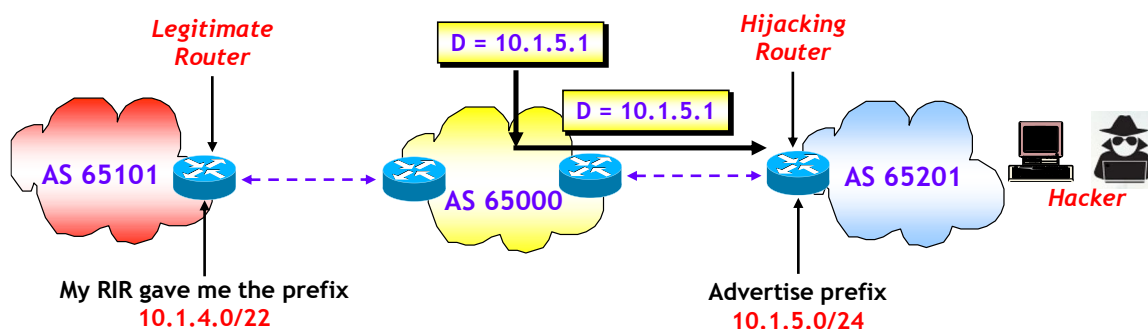 Legitimate
Router
D = 10.1.5.1
Hijacking
Router
D = 10.1.5.1
AS 65101
AS 65000
AS 65201
Hacker
My RIR gave me the prefix
10.1.4.0/22
Advertise prefix
10.1.5.0/24